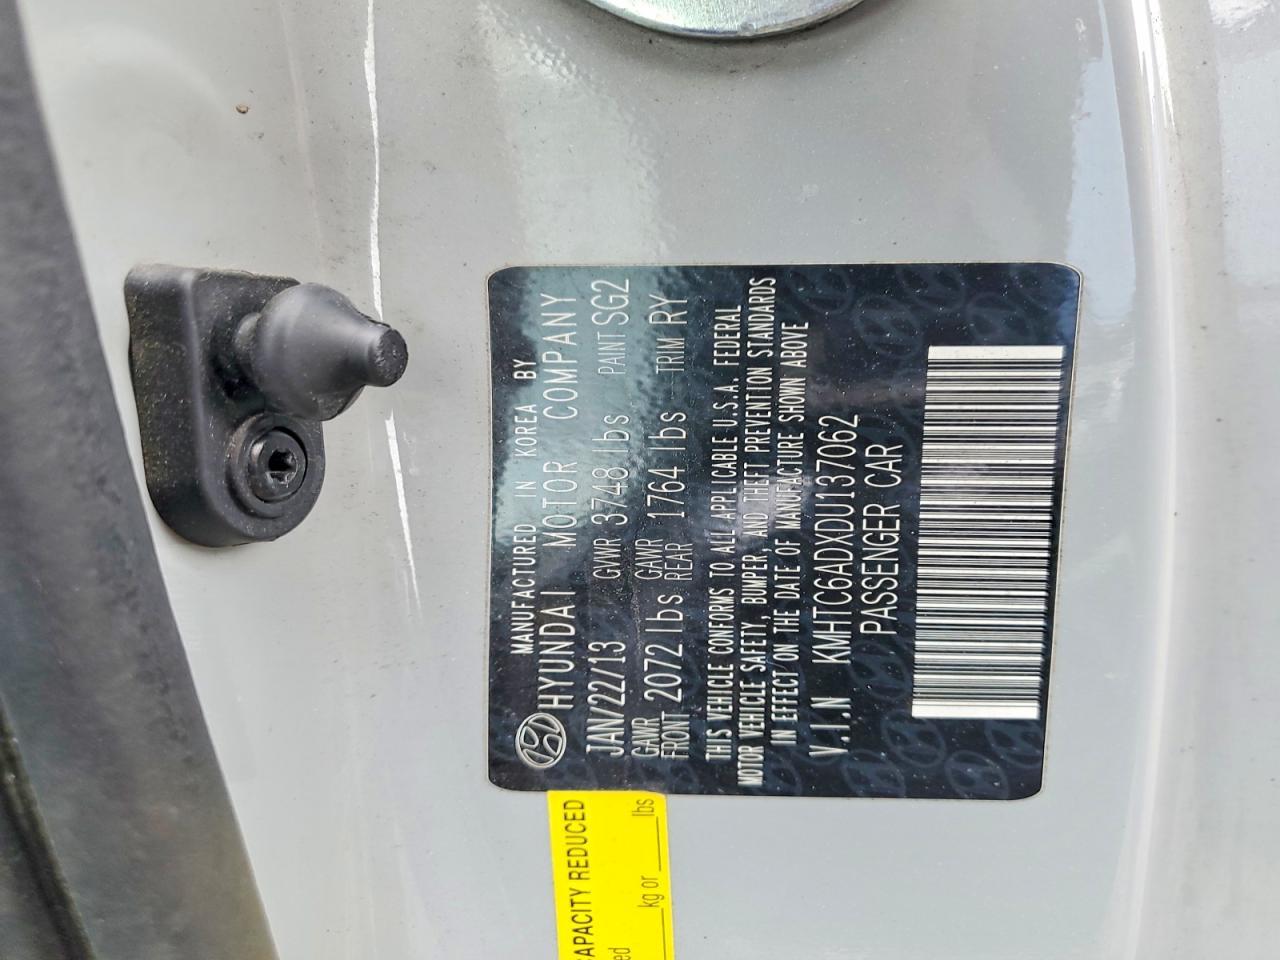 MANUFACTURED IN KOREA BY
HYUNDAI MOTOR COMPANY
JAN/22/13 GVWR 3748 lbs PAINT SG2
GAWR FRONT 2072 lbs GAWR REAR 1764 lbs TRIM RY
THIS VEHICLE CONFORMS TO ALL APPLICABLE U.S.A. FEDERAL
MOTOR VEHICLE SAFETY, BUMPER, AND THEFT PREVENTION STANDARDS
IN EFFECT ON THE DATE OF MANUFACTURE SHOWN ABOVE
V.I.N KMHTC6ADXDU137062
PASSENGER CAR
CAPACITY REDUCED
kg or lbs